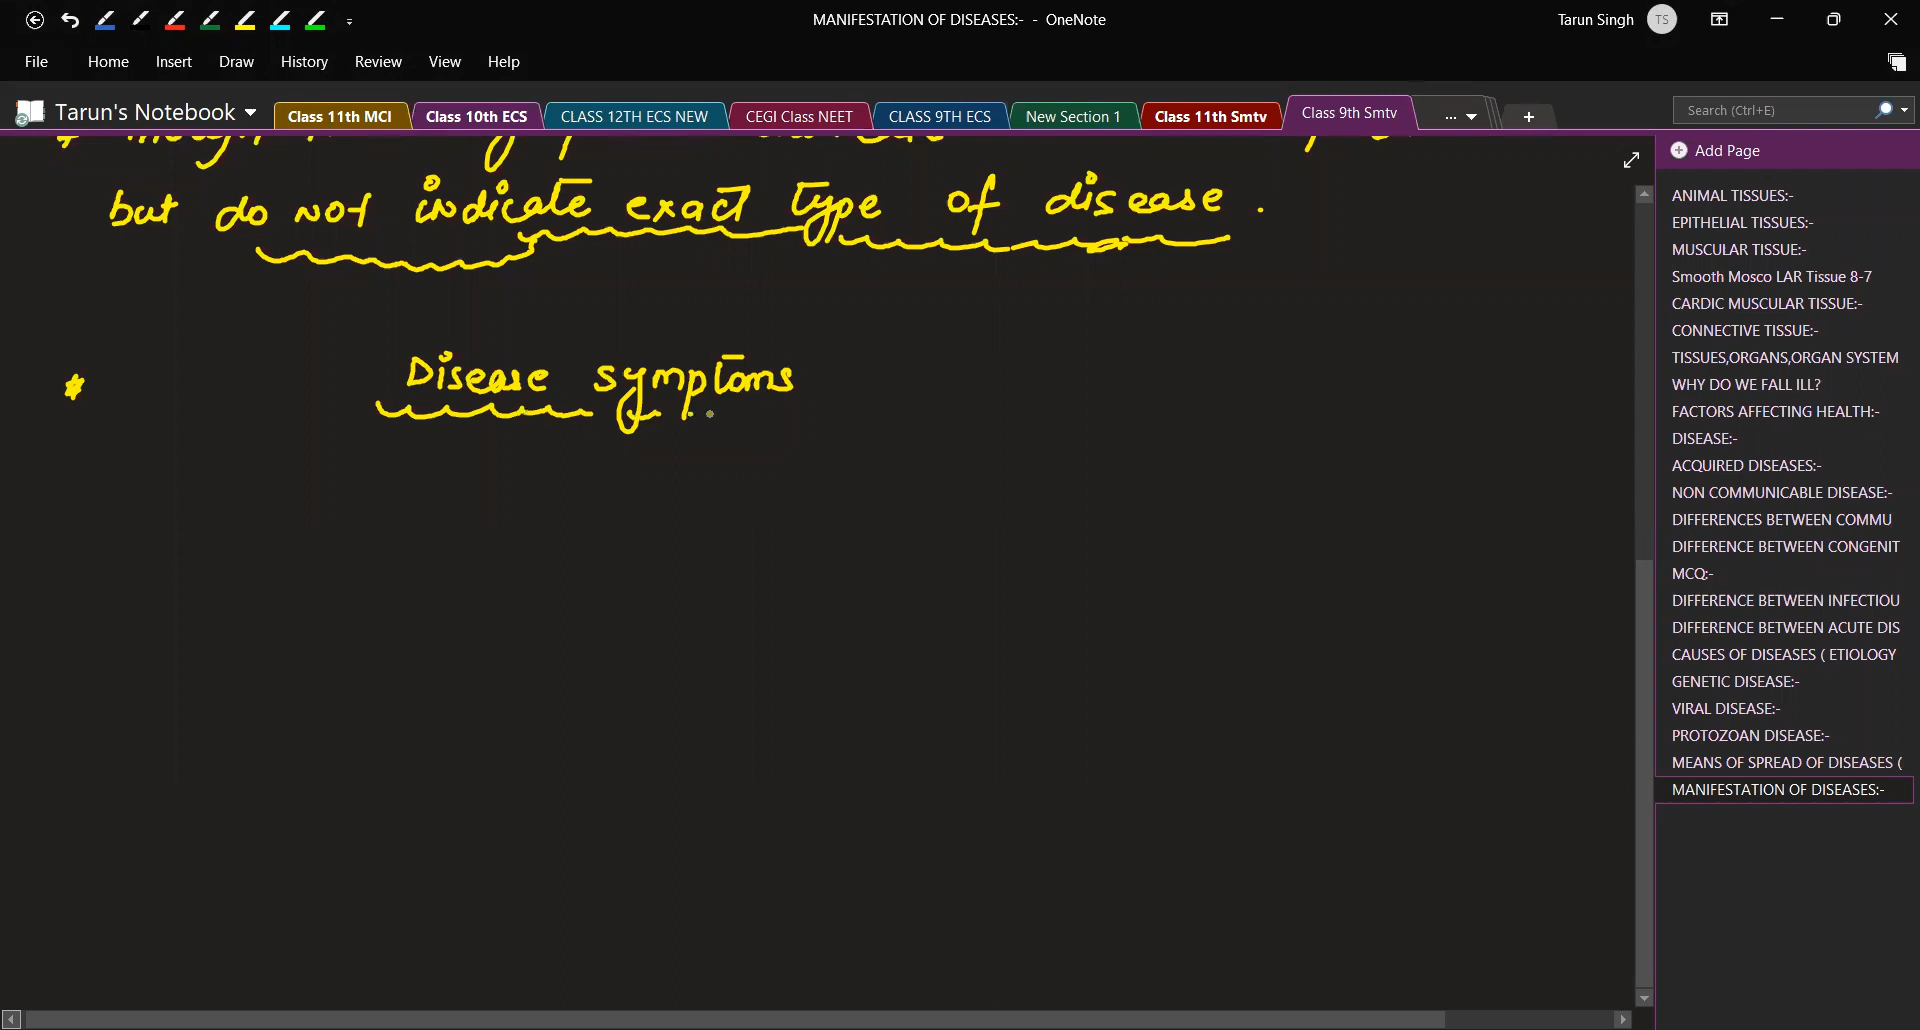 MANIFESTATION OF DISEASES:- - OneNote
Tarun Singh
TS
File Home Insert Draw History Review View Help
Tarun's Notebook
Class 11th MCI
Class 10th ECS
CLASS 12TH ECS NEW
CEGI Class NEET
CLASS 9TH ECS
New Section 1
Class 11th Smtv
Class 9th Smtv
...
+
Search (Ctrl+E)
but do not indicate exact type of disease .
* Disease symptoms
Add Page
ANIMAL TISSUES:-
EPITHELIAL TISSUES:-
MUSCULAR TISSUE:-
Smooth Mosco LAR Tissue 8-7
CARDIC MUSCULAR TISSUE:-
CONNECTIVE TISSUE:-
TISSUES,ORGANS,ORGAN SYSTEM
WHY DO WE FALL ILL?
FACTORS AFFECTING HEALTH:-
DISEASE:-
ACQUIRED DISEASES:-
NON COMMUNICABLE DISEASE:-
DIFFERENCES BETWEEN COMMU
DIFFERENCE BETWEEN CONGENIT
MCQ:-
DIFFERENCE BETWEEN INFECTIOU
DIFFERENCE BETWEEN ACUTE DIS
CAUSES OF DISEASES ( ETIOLOGY
GENETIC DISEASE:-
VIRAL DISEASE:-
PROTOZOAN DISEASE:-
MEANS OF SPREAD OF DISEASES (
MANIFESTATION OF DISEASES:-